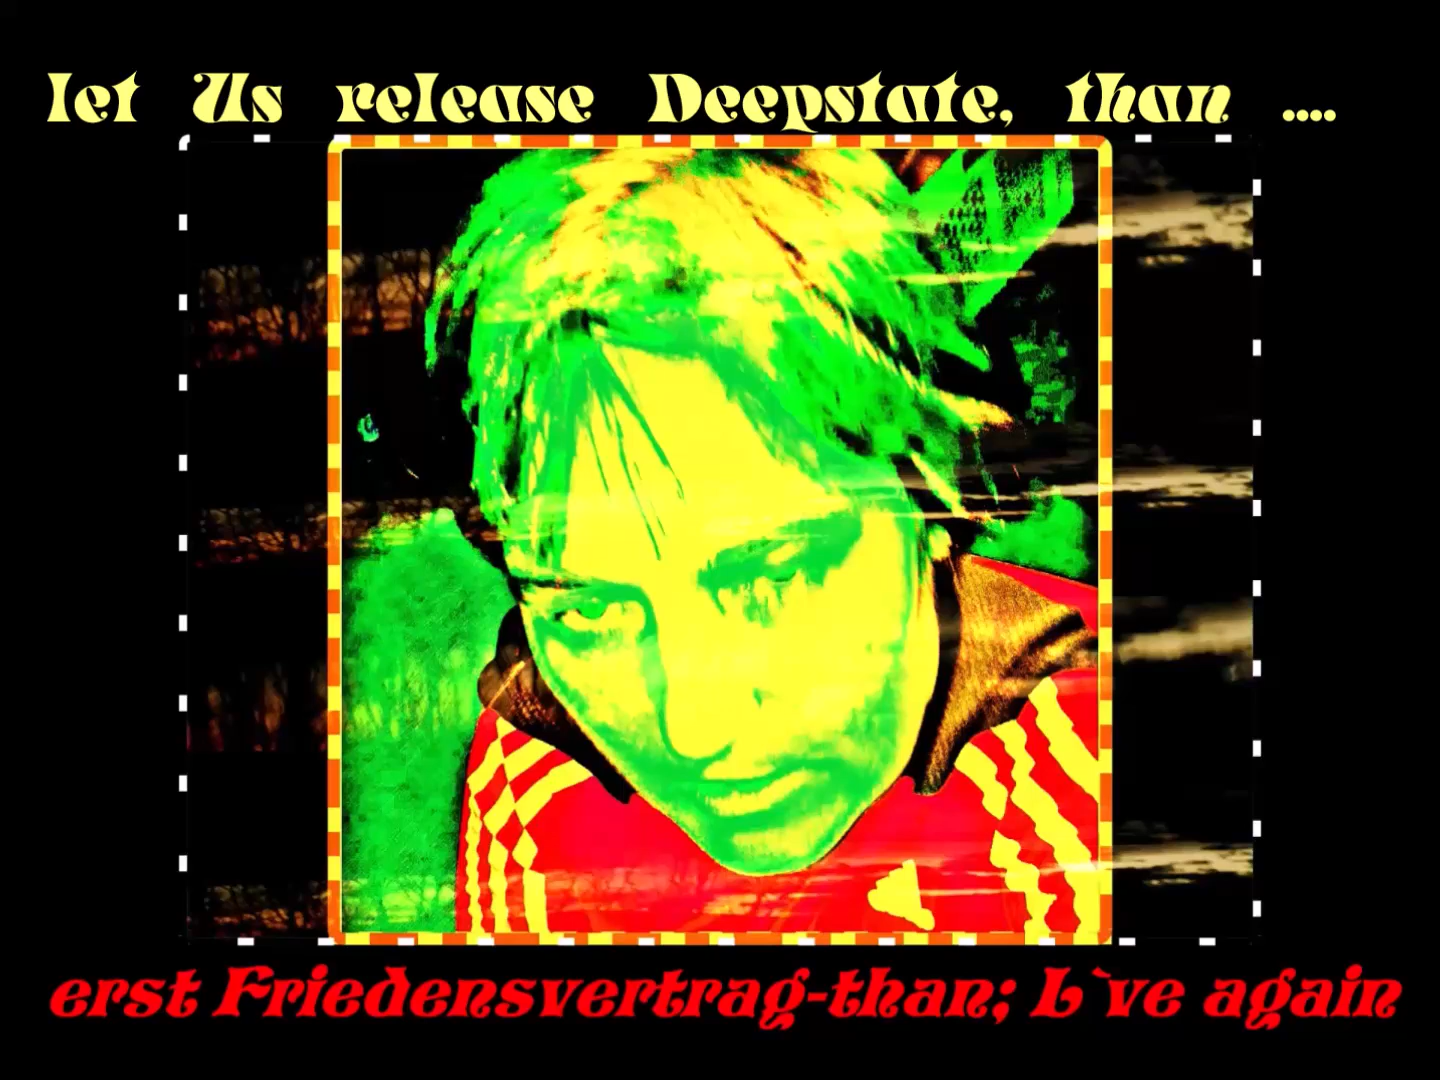 let Us release Deepstate, than ....
erst Friedensvertrag-than; L`ve again